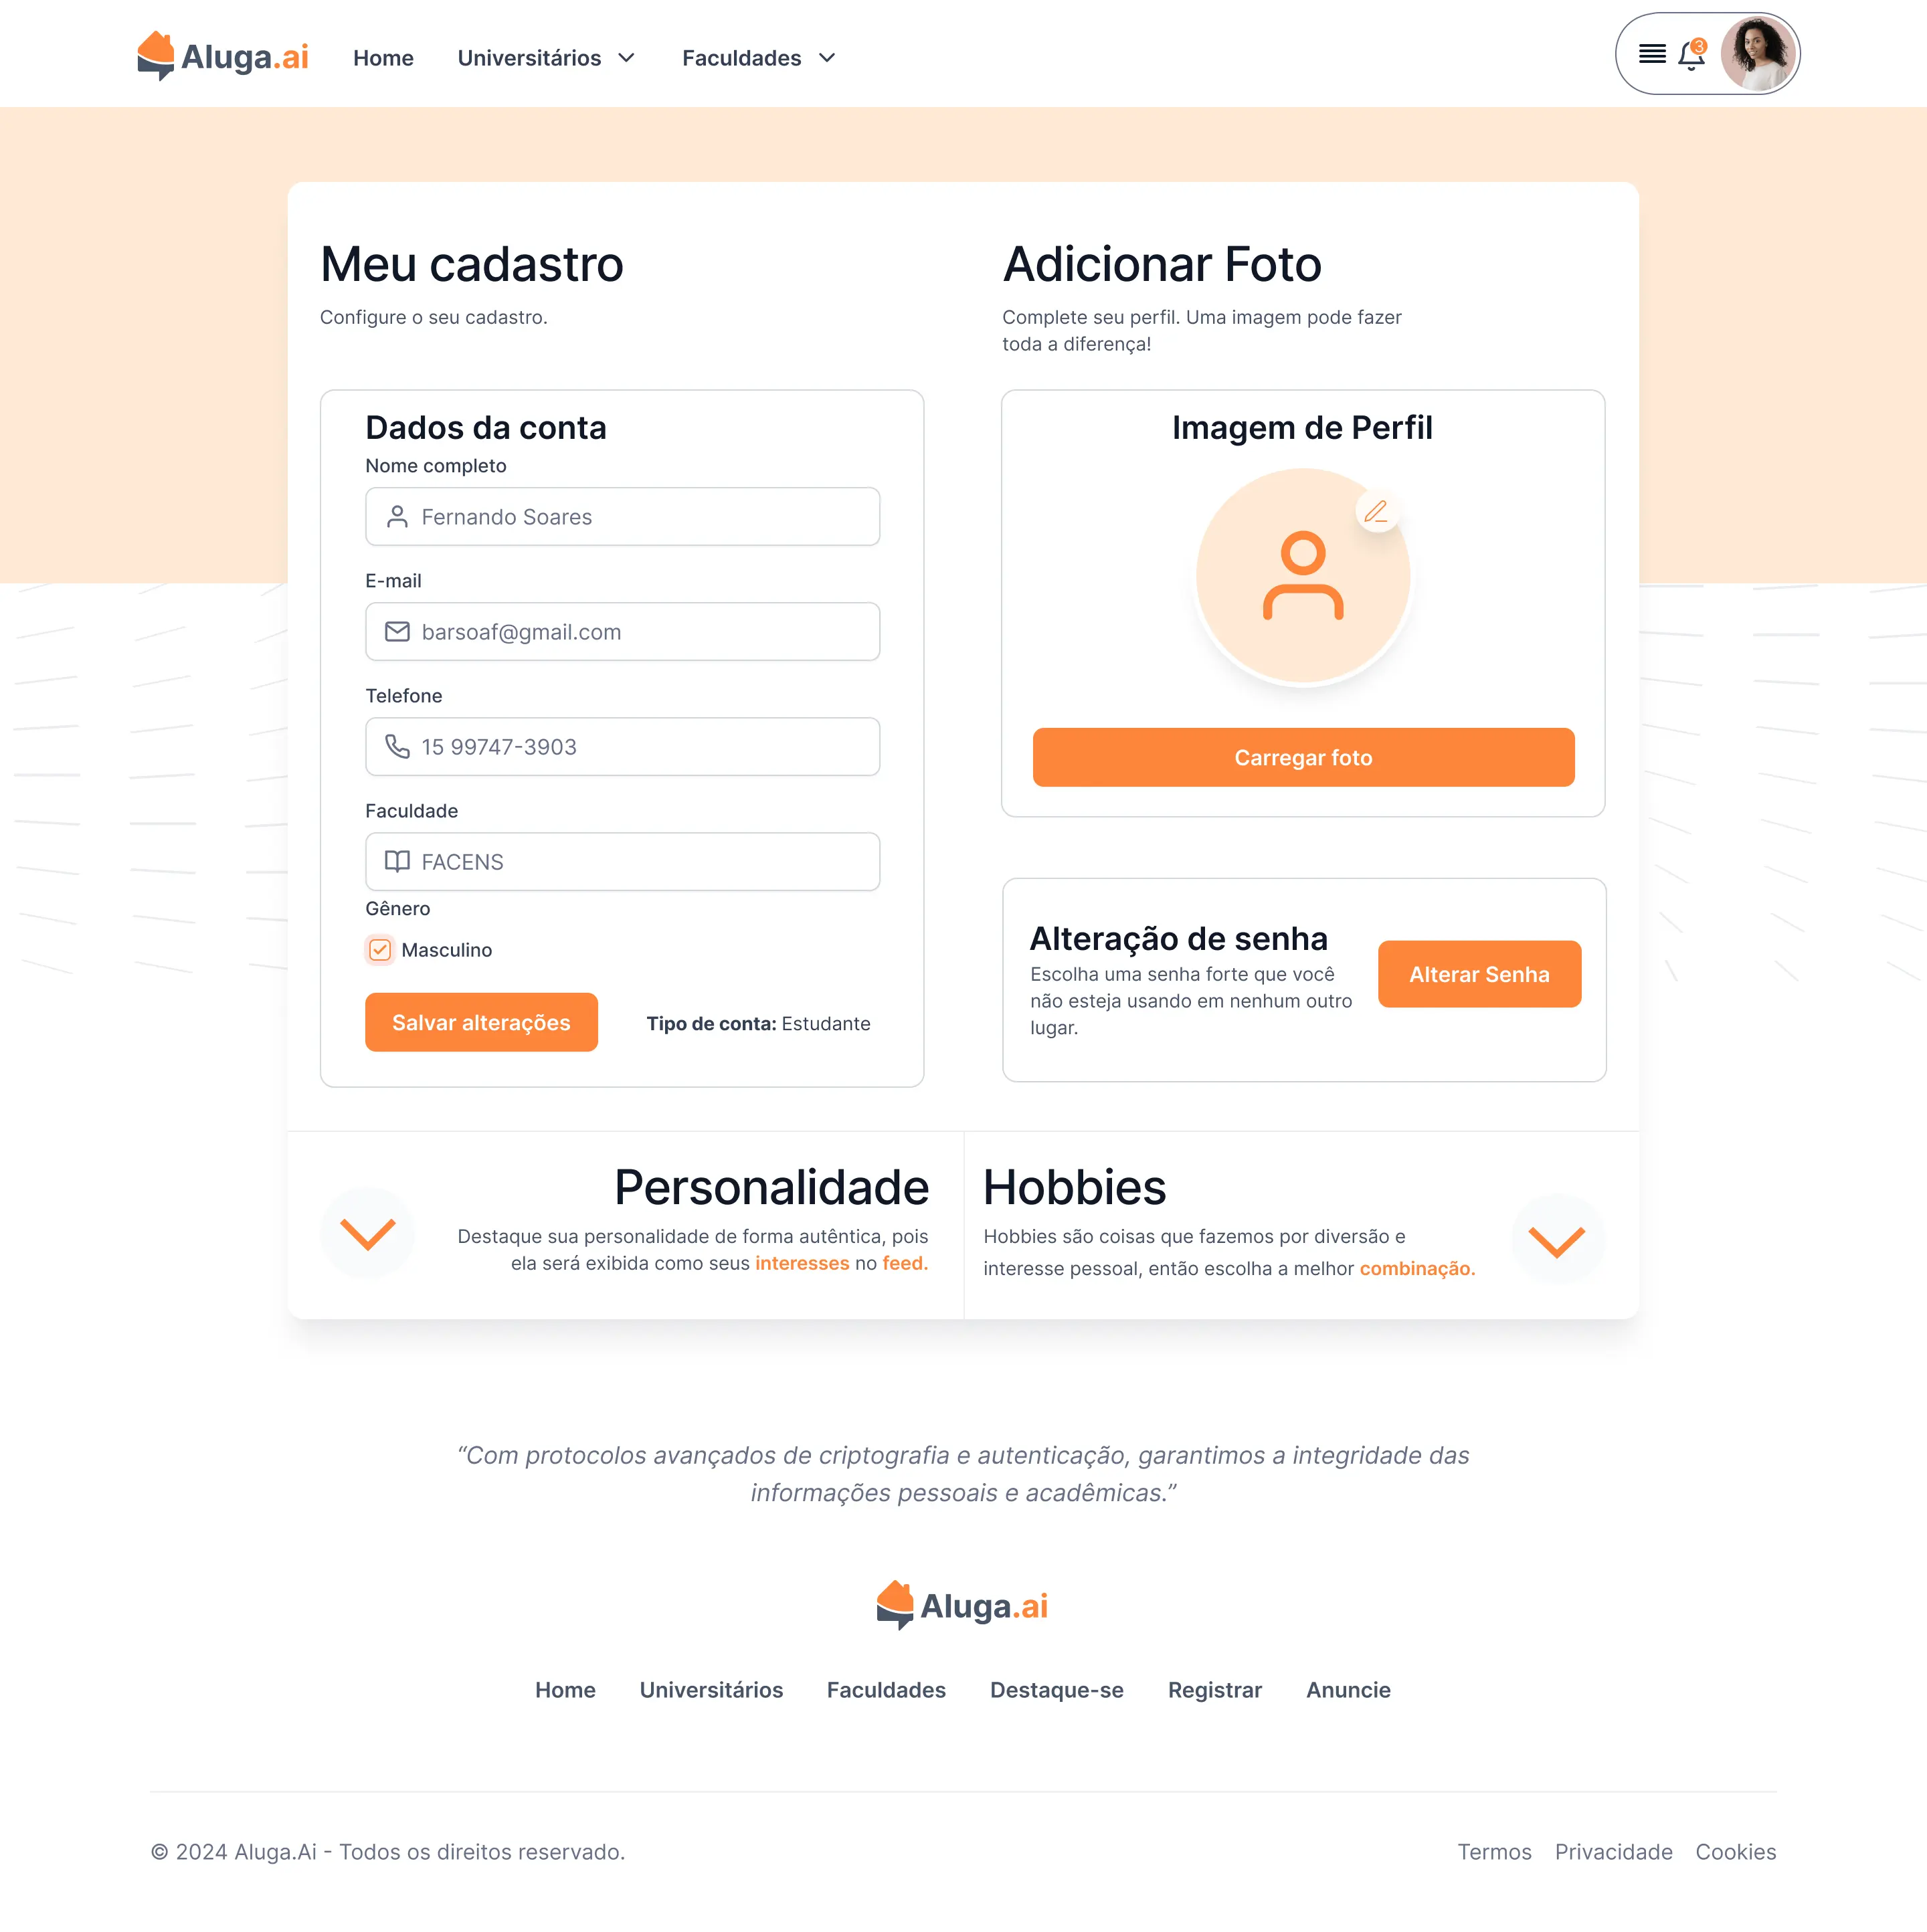 Aluga.ai
Home
Universitários
Faculdades
3
Meu cadastro
Configure o seu cadastro.
Adicionar Foto
Complete seu perfil. Uma imagem pode fazer
toda a diferença!
Dados da conta
Nome completo
Fernando Soares
E-mail
barsoaf@gmail.com
Telefone
15 99747-3903
Faculdade
FACENS
Gênero
Masculino
Salvar alterações
Tipo de conta: Estudante
Imagem de Perfil
Carregar foto
Alteração de senha
Escolha uma senha forte que você
não esteja usando em nenhum outro
lugar.
Alterar Senha
Personalidade
Destaque sua personalidade de forma autêntica, pois
ela será exibida como seus interesses no feed.
Hobbies
Hobbies são coisas que fazemos por diversão e
interesse pessoal, então escolha a melhor combinação.
“Com protocolos avançados de criptografia e autenticação, garantimos a integridade das
informações pessoais e acadêmicas.”
Aluga.ai
Home
Universitários
Faculdades
Destaque-se
Registrar
Anuncie
© 2024 Aluga.Ai - Todos os direitos reservado.
Termos
Privacidade
Cookies